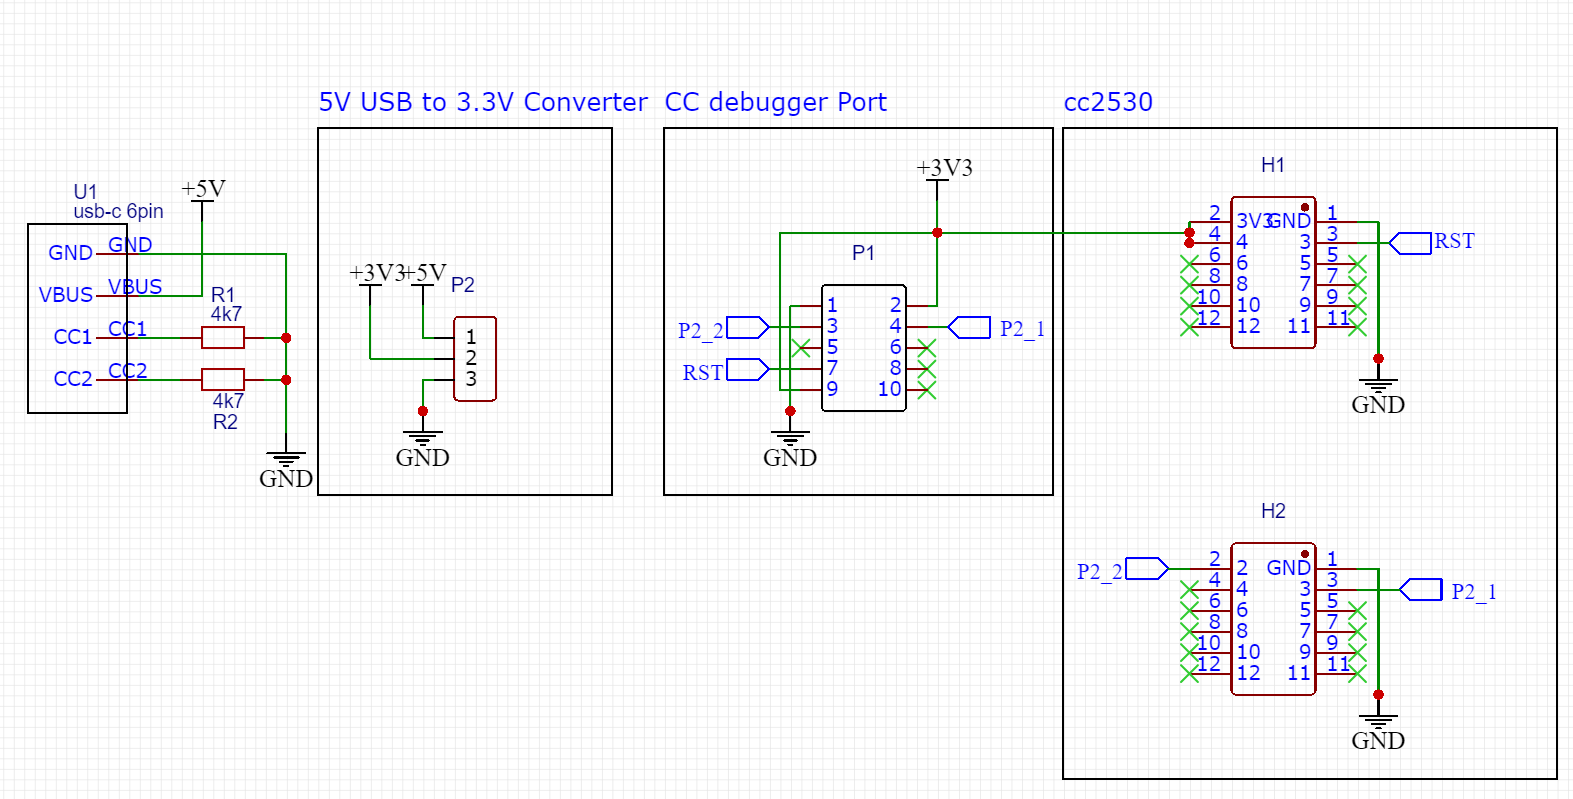 5V USB to 3.3V Converter
CC debugger Port
cc2530
U1
usb-c 6pin
+5V
GND GND
VBUS VBUS
CC1 CC1
CC2 CC2
R1
4k7
4k7
R2
GND
+3V3
+5V
P2
1
2
3
GND
+3V3
P1
1 2
P2_2 3 4 P2_1
5 6
RST 7 8
9 10
GND
H1
2 3V3 GND 1
4 4 3 3 RST
6 6 5 5
8 8 7 7
10 10 9 9
12 12 11 11
GND
H2
P2_2 2 2 GND 1
4 4 3 3 P2_1
6 6 5 5
8 8 7 7
10 10 9 9
12 12 11 11
GND